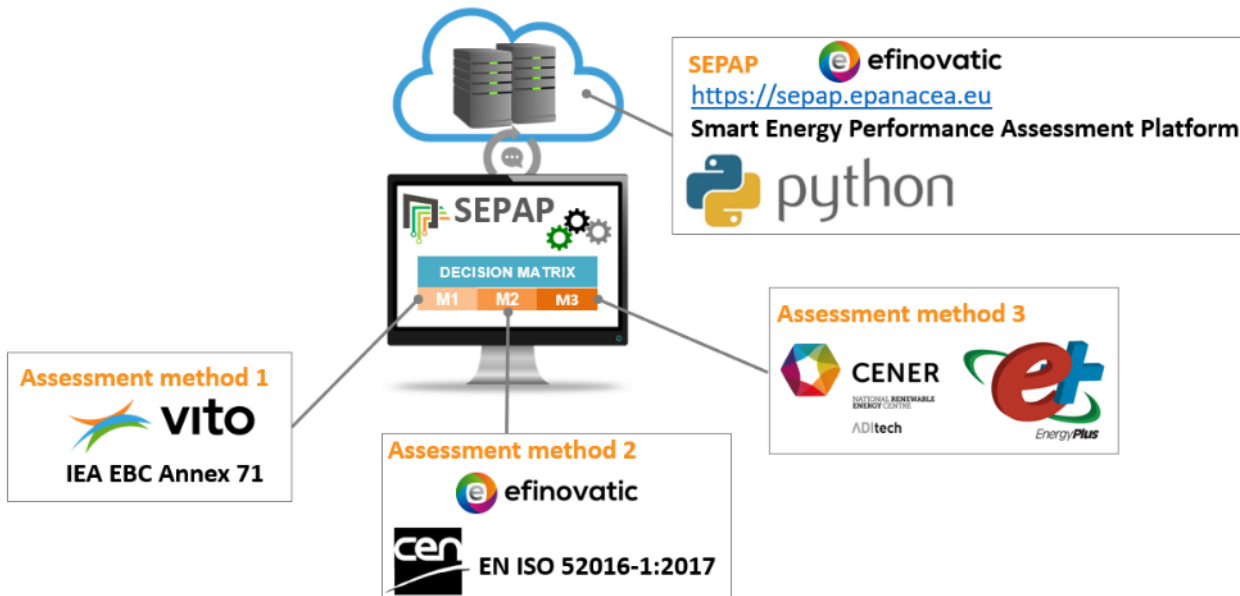 SEPAP
efinovatic
https://sepap.epanacea.eu
Smart Energy Performance Assessment Platform
python
SEPAP
DECISION MATRIX
M1 M2 M3
Assessment method 3
CENER
NATIONAL RENEWABLE
ENERGY CENTRE
ADItech
e+
EnergyPlus
Assessment method 1
vito
IEA EBC Annex 71
Assessment method 2
e efinovatic
cen
EN ISO 52016-1:2017